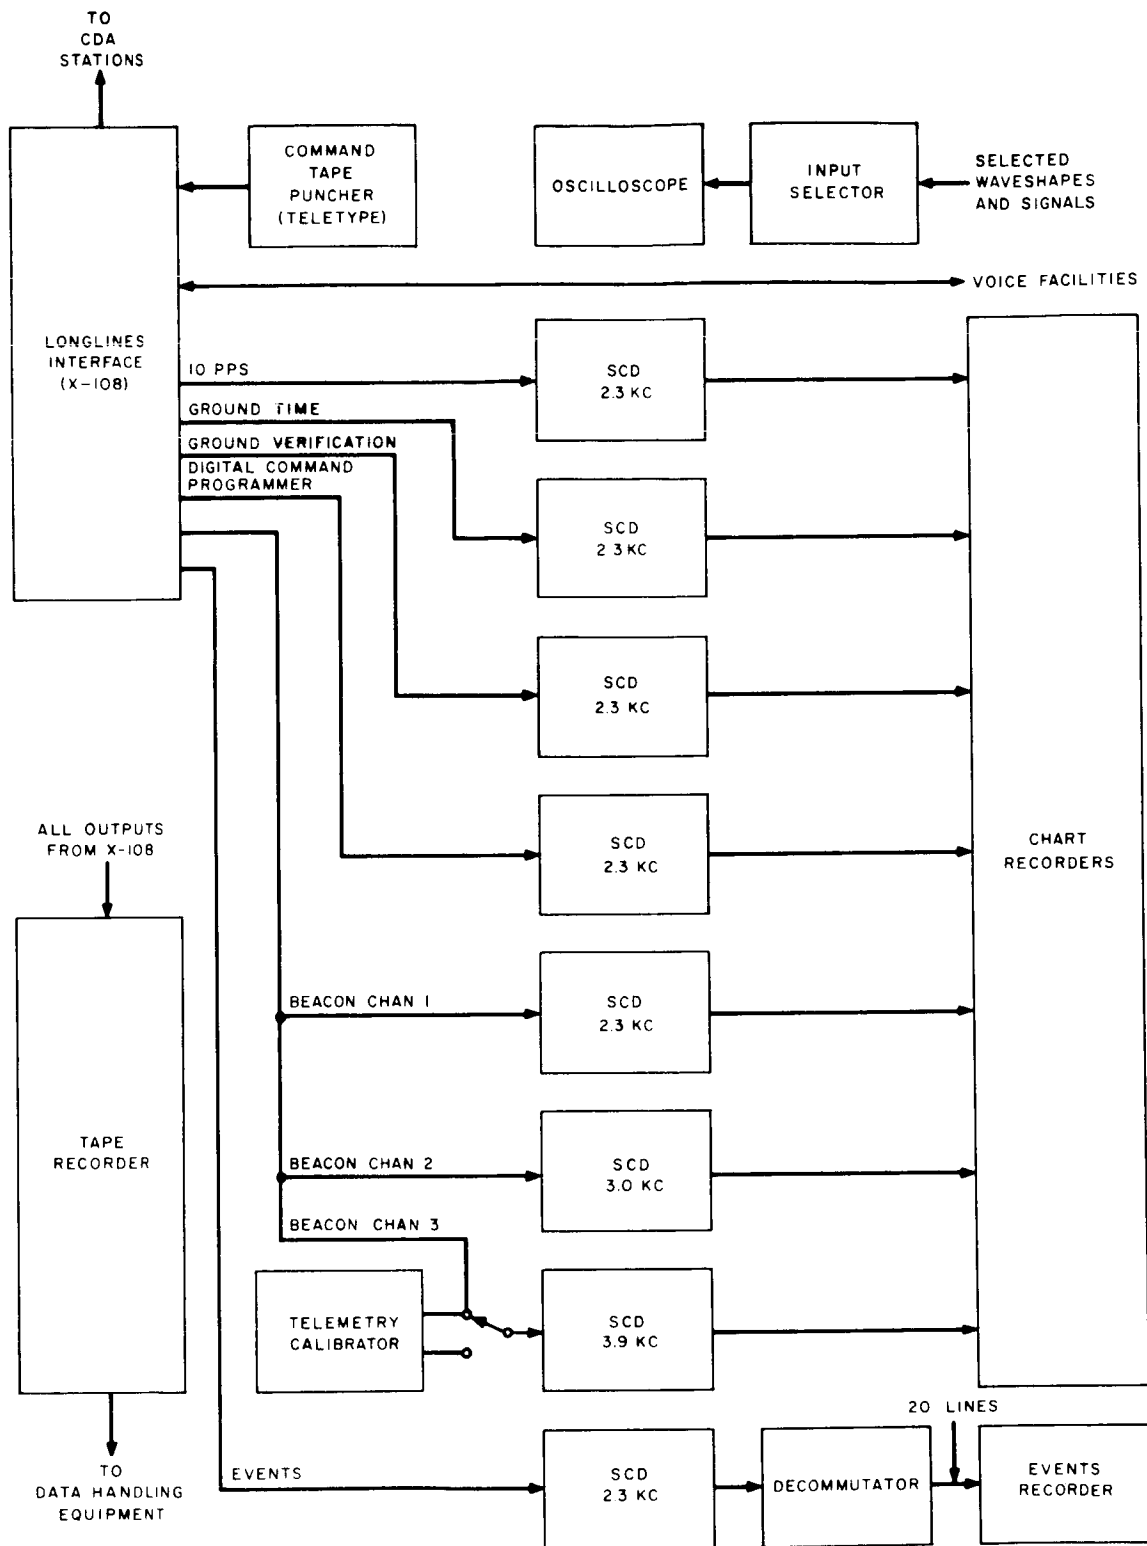 TO
CDA
STATIONS
COMMAND
TAPE
PUNCHER
(TELETYPE)
OSCILLOSCOPE
INPUT
SELECTOR
SELECTED
WAVESHAPES
AND SIGNALS
VOICE FACILITIES
LONGLINES
INTERFACE
(X-108)
10 PPS
SCD
2.3 KC
GROUND TIME
GROUND VERIFICATION
DIGITAL COMMAND
PROGRAMMER
SCD
2 3 KC
SCD
2.3 KC
SCD
2.3 KC
CHART
RECORDERS
ALL OUTPUTS
FROM X-108
BEACON CHAN 1
SCD
2.3 KC
TAPE
RECORDER
BEACON CHAN 2
SCD
3.0 KC
BEACON CHAN 3
TELEMETRY
CALIBRATOR
SCD
3.9 KC
20 LINES
TO
DATA HANDLING
EQUIPMENT
EVENTS
SCD
2.3 KC
DECOMMUTATOR
EVENTS
RECORDER